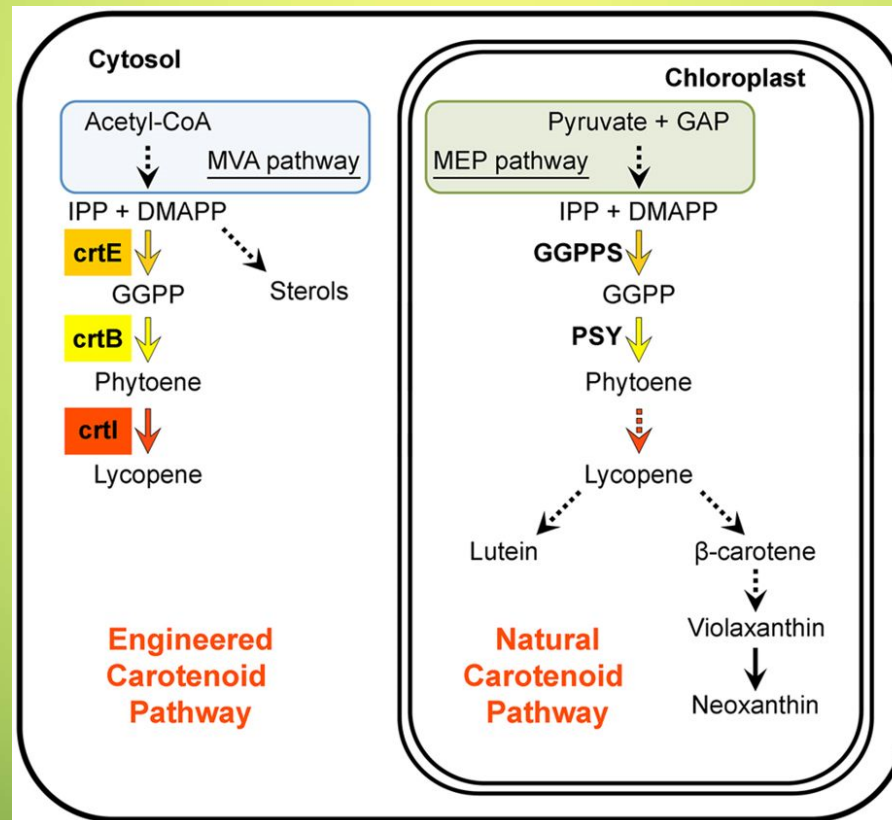 Cytosol
Acetyl-CoA
MVA pathway
IPP + DMAPP
crtE
GGPP
Sterols
crtB
Phytoene
crtI
Lycopene
Engineered
Carotenoid
Pathway
Chloroplast
Pyruvate + GAP
MEP pathway
IPP + DMAPP
GGPPS
GGPP
PSY
Phytoene
Lycopene
Lutein
β-carotene
Violaxanthin
Neoxanthin
Natural
Carotenoid
Pathway